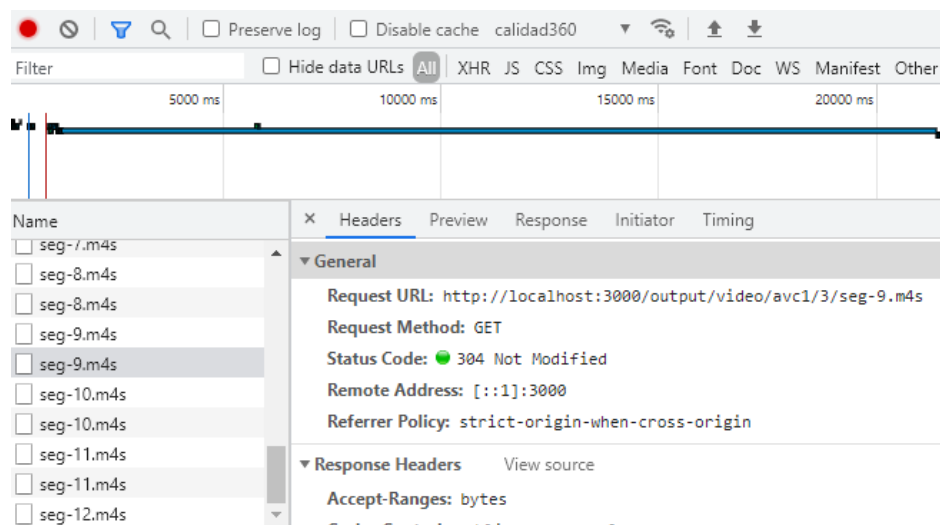 Preserve log Disable cache calidad360
Filter Hide data URLs All XHR JS CSS Img Media Font Doc WS Manifest Other
5000 ms 10000 ms 15000 ms 20000 ms
Name × Headers Preview Response Initiator Timing
seg-7.m4s
General
seg-8.m4s
Request URL: http://localhost:3000/output/video/avc1/3/seg-9.m4s
seg-8.m4s
Request Method: GET
seg-9.m4s
Status Code: 304 Not Modified
seg-9.m4s
Remote Address: [::1]:3000
seg-10.m4s
Referrer Policy: strict-origin-when-cross-origin
seg-10.m4s
seg-11.m4s
Response Headers View source
seg-11.m4s
Accept-Ranges: bytes
seg-12.m4s